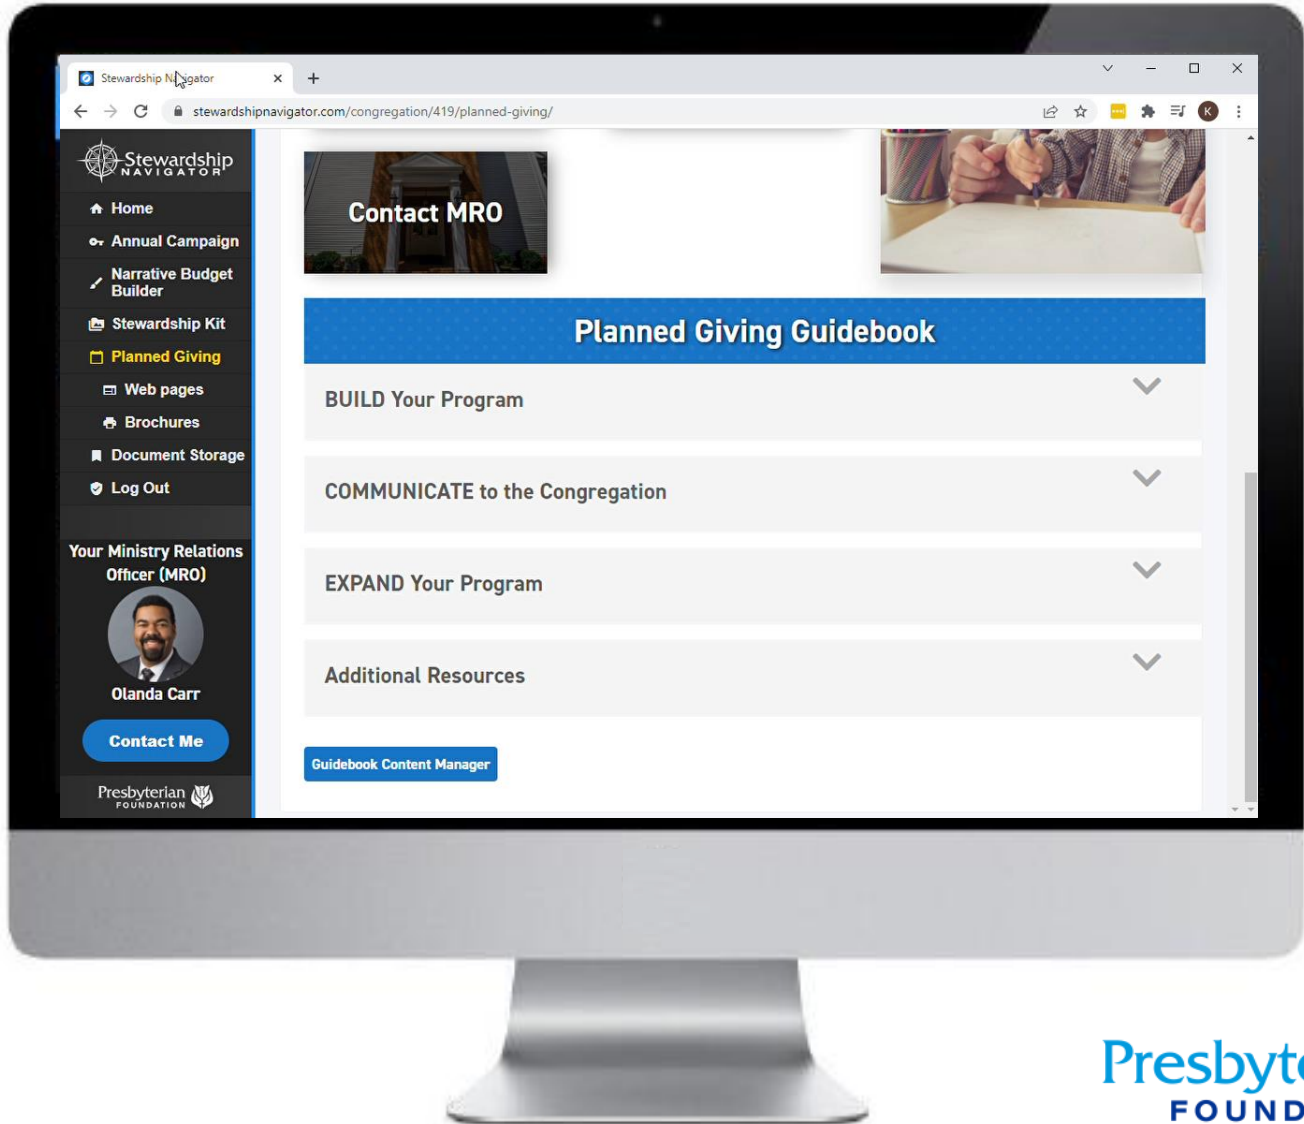 Stewardship Navigator
stewardshipnavigator.com/congregation/419/planned-giving/
K
Stewardship
NAVIGATOR
Home
Annual Campaign
Narrative Budget
Builder
Stewardship Kit
Planned Giving
Web pages
Brochures
Document Storage
Log Out
Your Ministry Relations
Officer (MRO)
Olanda Carr
Contact Me
Presbyterian
FOUNDATION
Contact MRO
Planned Giving Guidebook
BUILD Your Program
COMMUNICATE to the Congregation
EXPAND Your Program
Additional Resources
Guidebook Content Manager
Presbyte
FOUND